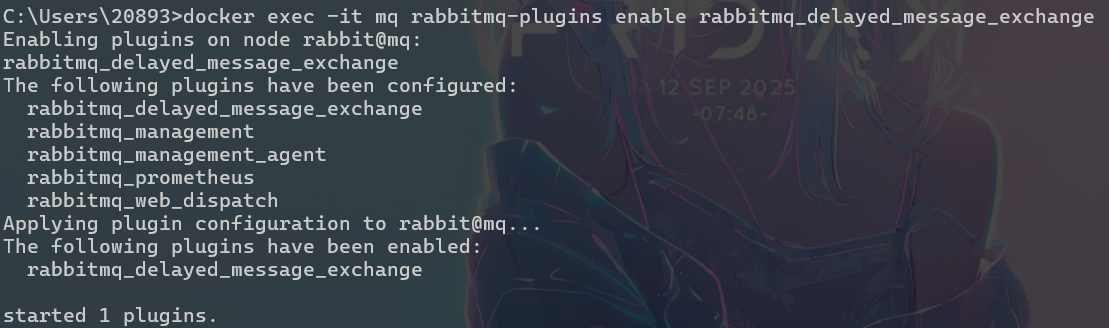 C:\Users\20893>docker exec -it mq rabbitmq-plugins enable rabbitmq_delayed_message_exchange
Enabling plugins on node rabbit@mq:
rabbitmq_delayed_message_exchange
The following plugins have been configured:
  rabbitmq_delayed_message_exchange
  rabbitmq_management
  rabbitmq_management_agent
  rabbitmq_prometheus
  rabbitmq_web_dispatch
Applying plugin configuration to rabbit@mq...
The following plugins have been enabled:
  rabbitmq_delayed_message_exchange

started 1 plugins.
FRIDAY
12 SEP 2025
-07:48-